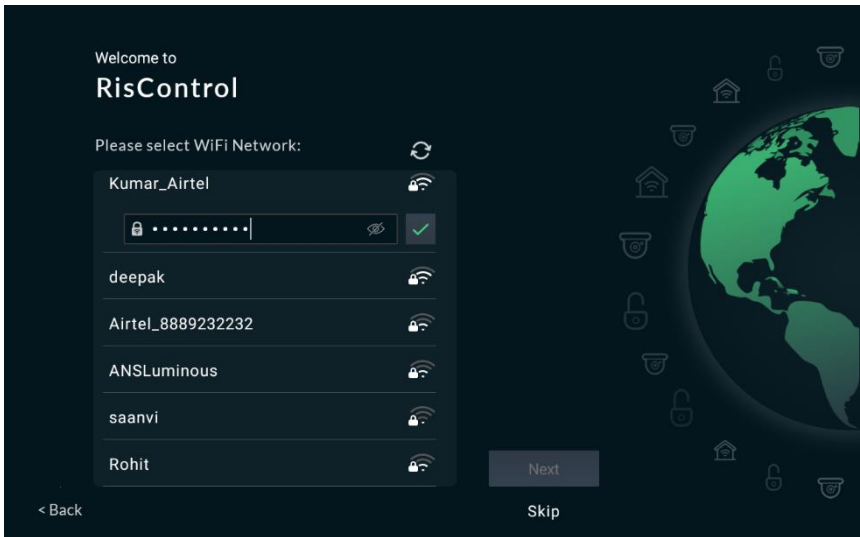 Welcome to
RisControl
Please select WiFi Network:
Kumar_Airtel
••••••••••
deepak
Airtel_8889232232
ANSLuminous
saanvi
Rohit
Next
< Back
Skip